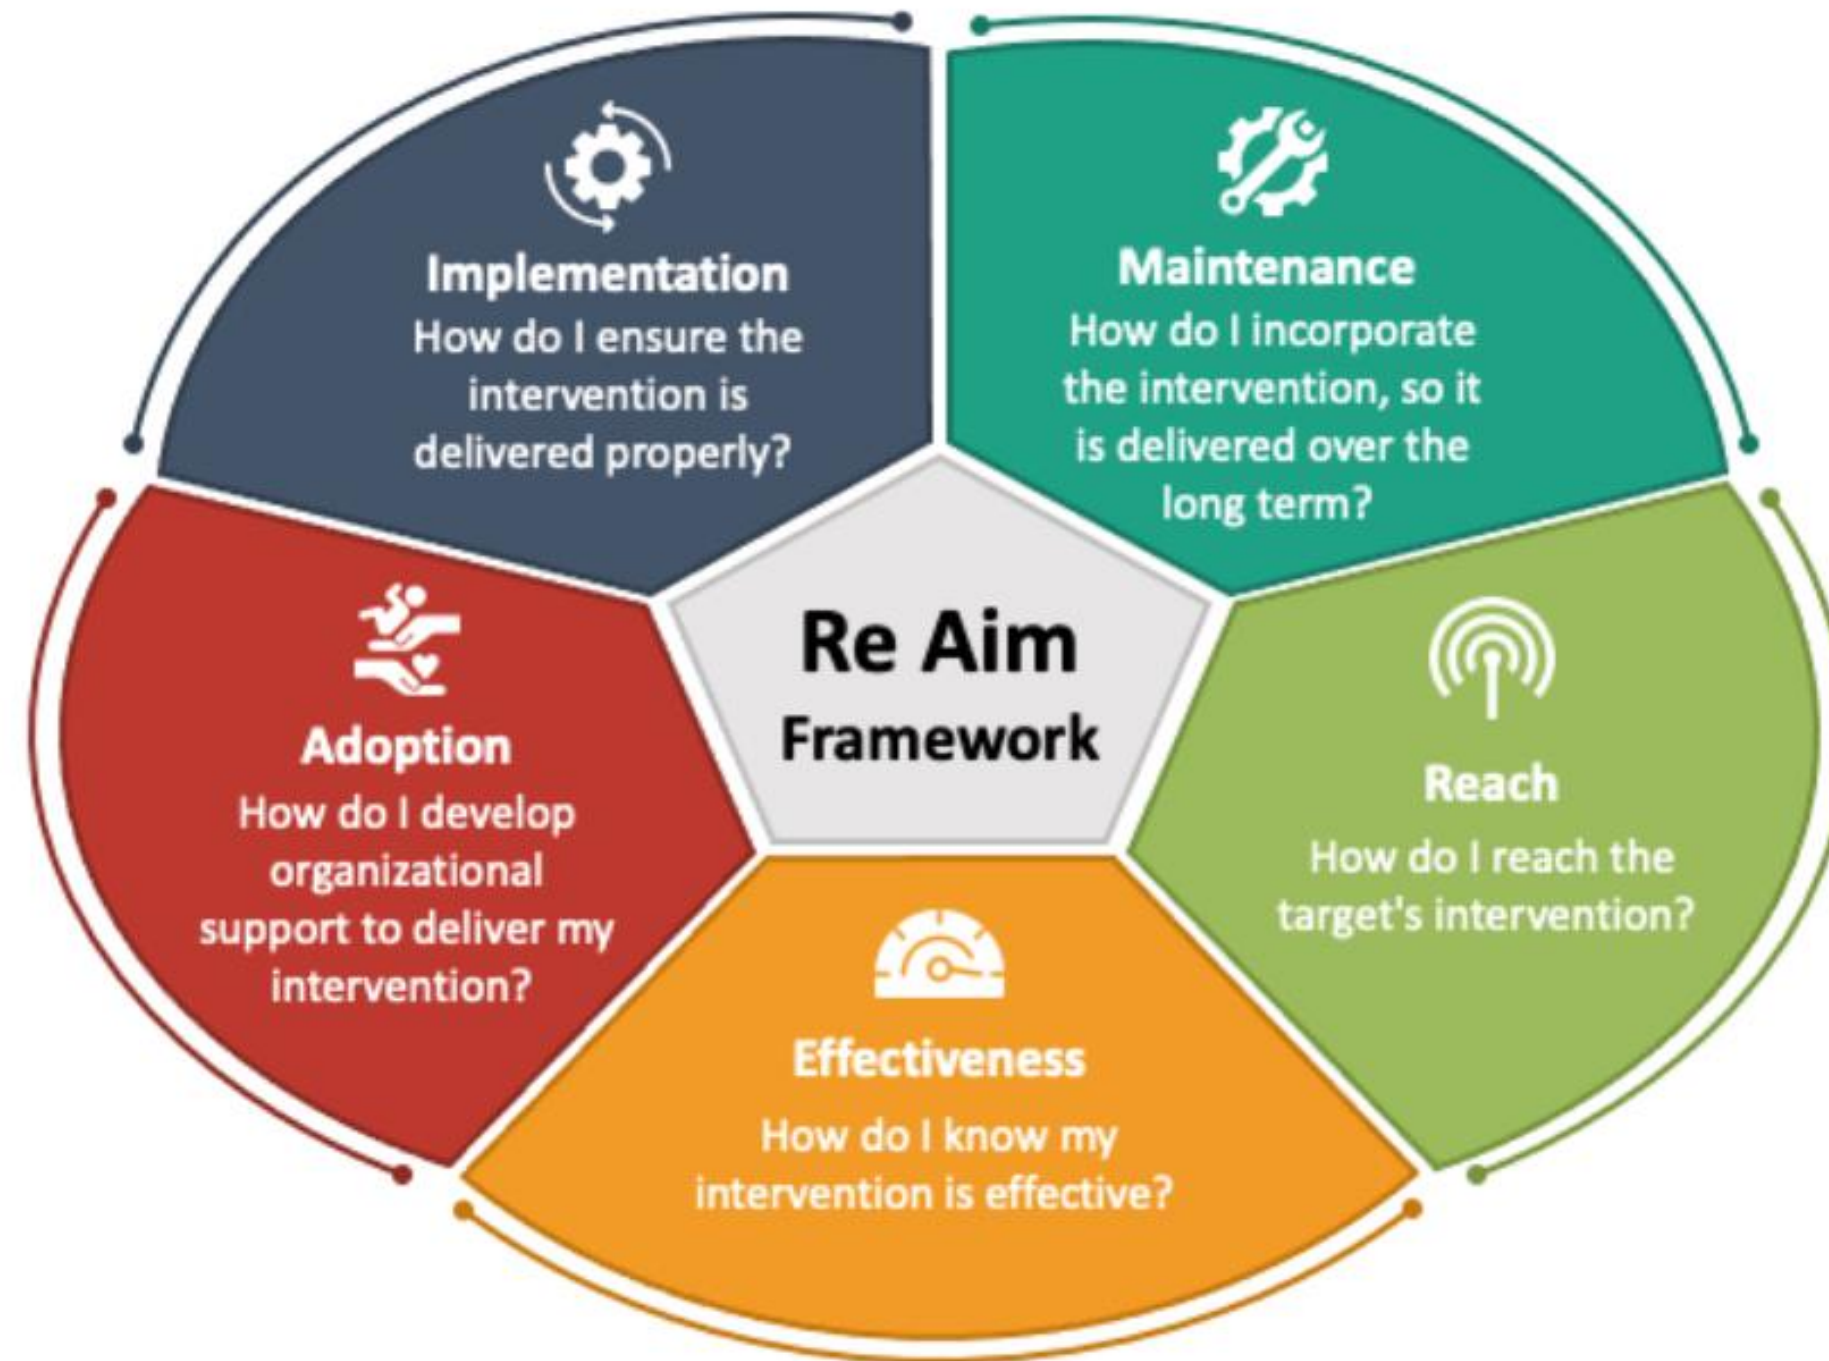 Implementation
How do I ensure the
intervention is
delivered properly?
Maintenance
How do I incorporate
the intervention, so it
is delivered over the
long term?
Re Aim
Framework
Adoption
How do I develop
organizational
support to deliver my
intervention?
Reach
How do I reach the
target's intervention?
Effectiveness
How do I know my
intervention is effective?